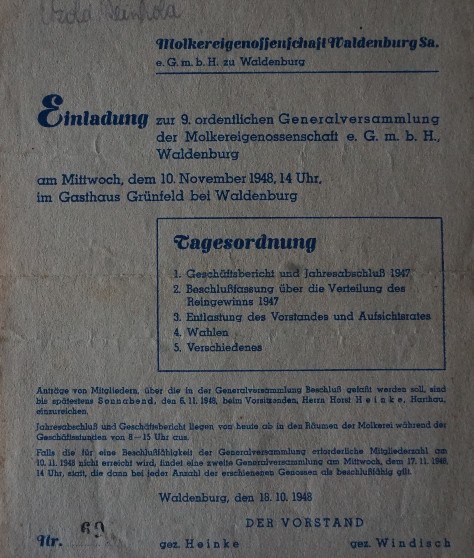 Molkereigenossenschaft Waldenburg Sa.
e. G. m. b. H. zu Waldenburg
Einladung zur 9. ordentlichen Generalversammlung
der Molkereigenossenschaft e. G. m. b. H.,
Waldenburg
am Mittwoch, dem 10. November 1948, 14 Uhr,
im Gasthaus Grünfeld bei Waldenburg
Tagesordnung
1. Geschäftsbericht und Jahresabschluß 1947
2. Beschlußfassung über die Verteilung des
Reingewinns 1947
3. Entlastung des Vorstandes und Aufsichtsrates
4. Wahlen
5. Verschiedenes
Anträge von Mitgliedern, über die in der Generalversammlung Beschluß gefaßt werden soll, sind
bis spätestens Sonnabend, den 6. 11. 1948, beim Vorsitzenden, Herrn Horst Heinke, Harthau,
einzureichen.
Jahresabschluß und Geschäftsbericht liegen von heute ab in den Räumen der Molkerei während der
Geschäftsstunden von 8—15 Uhr aus.
Falls die für eine Beschlußfähigkeit der Generalversammlung erforderliche Mitgliederzahl am
10. 11. 1948 nicht erreicht wird, findet eine zweite Generalversammlung am Mittwoch, dem 17. 11. 1948,
14 Uhr, statt, die dann bei jeder Anzahl der erschienenen Genossen als beschlußfähig gilt.
Waldenburg, den 18. 10. 1948
DER VORSTAND
Nr. 69 gez. Heinke gez. Windisch